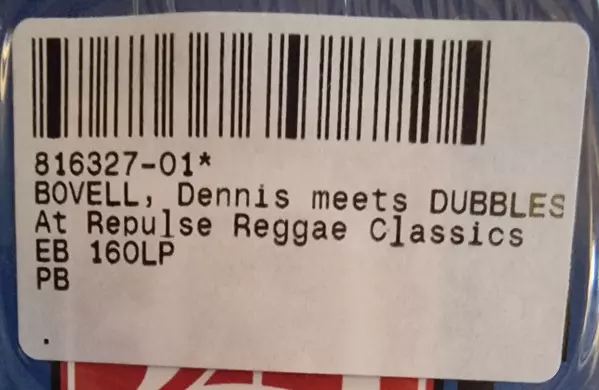 816327-01*
BOVELL, Dennis meets DUBBLES
At Repulse Reggae Classics
EB 160LP
PB
.